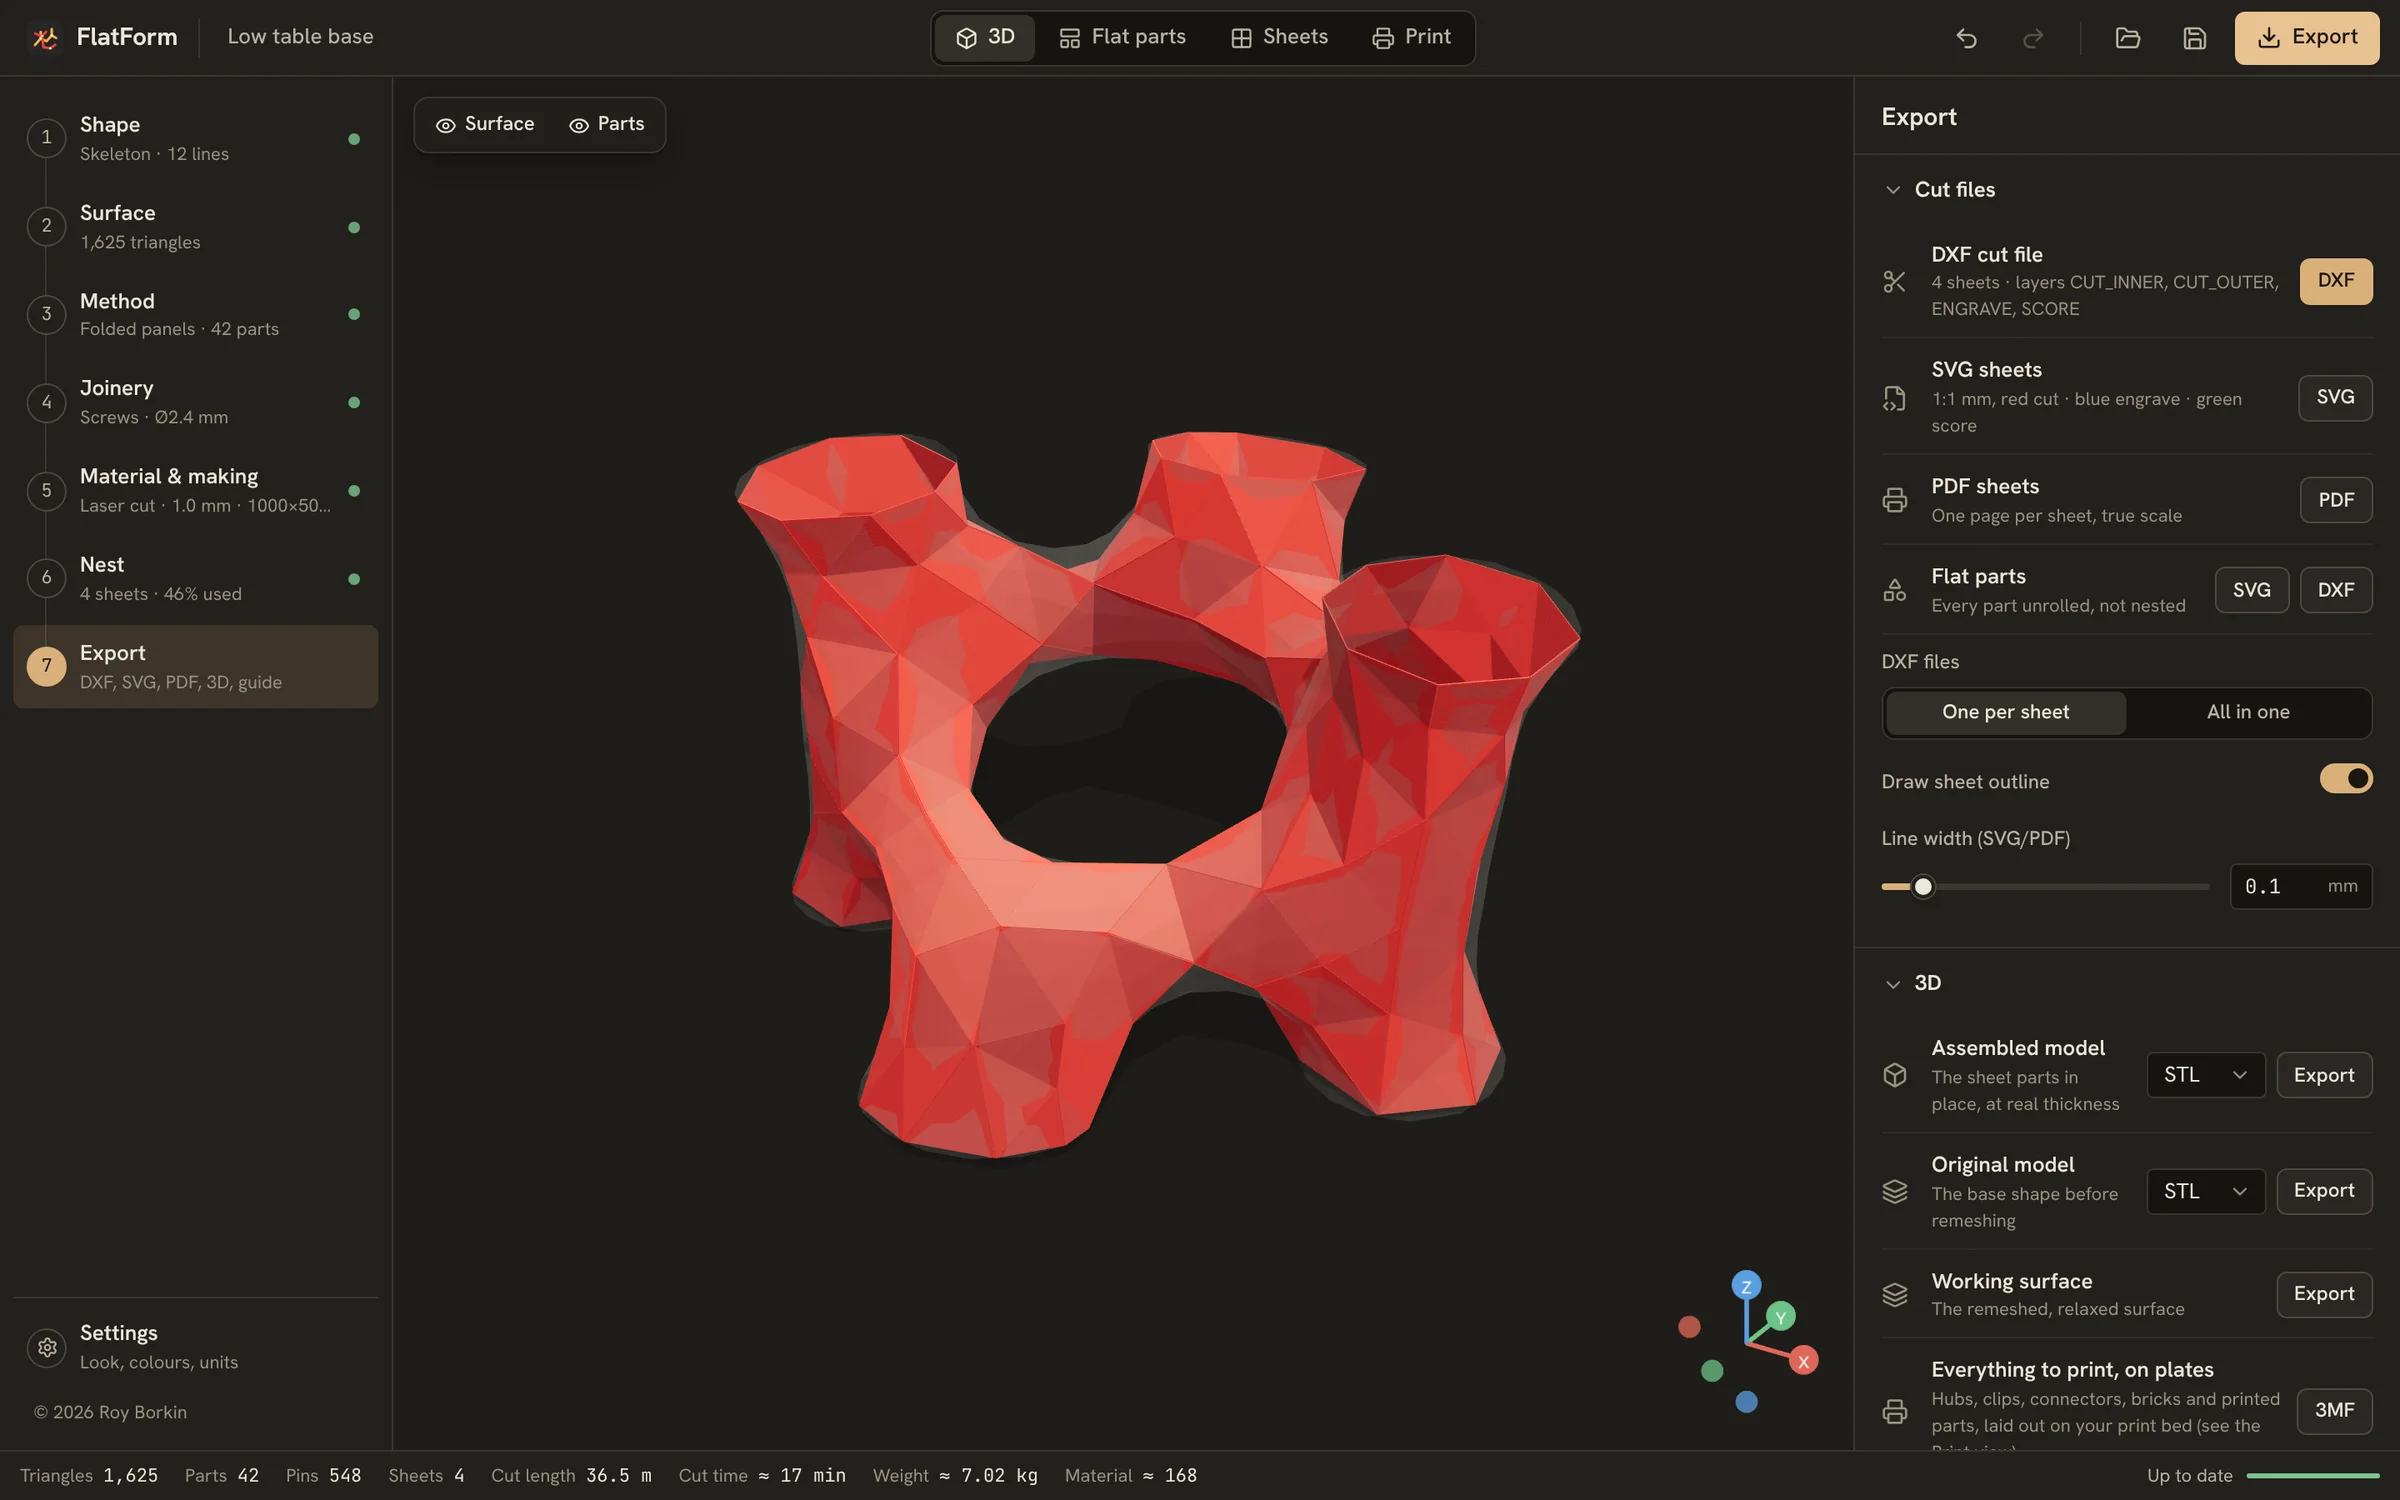 FlatForm
Low table base
3D
Flat parts
Sheets
Print
Export
1
Shape
Skeleton · 12 lines
2
Surface
1,625 triangles
3
Method
Folded panels · 42 parts
4
Joinery
Screws · Ø2.4 mm
5
Material & making
Laser cut · 1.0 mm · 1000×50...
6
Nest
4 sheets · 46% used
7
Export
DXF, SVG, PDF, 3D, guide
Settings
Look, colours, units
© 2026 Roy Borkin
Surface
Parts
Z
Y
X
Export
Cut files
DXF cut file
4 sheets · layers CUT_INNER, CUT_OUTER,
ENGRAVE, SCORE
DXF
SVG sheets
1:1 mm, red cut · blue engrave · green
score
SVG
PDF sheets
One page per sheet, true scale
PDF
Flat parts
Every part unrolled, not nested
SVG
DXF
DXF files
One per sheet
All in one
Draw sheet outline
Line width (SVG/PDF)
0.1 mm
3D
Assembled model
The sheet parts in
place, at real thickness
STL
Export
Original model
The base shape before
remeshing
STL
Export
Working surface
The remeshed, relaxed surface
Export
Everything to print, on plates
Hubs, clips, connectors, bricks and printed
parts, laid out on your print bed (see the
Print view)
3MF
Triangles 1,625
Parts 42
Pins 548
Sheets 4
Cut length 36.5 m
Cut time ≈ 17 min
Weight ≈ 7.02 kg
Material ≈ 168
Up to date